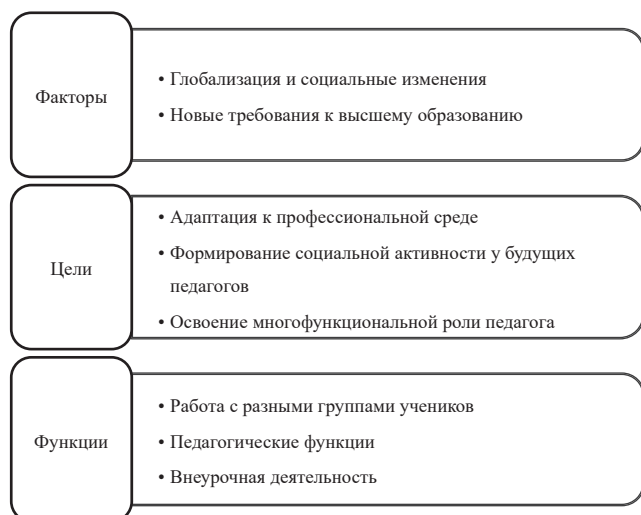 Факторы
• Глобализация и социальные изменения
• Новые требования к высшему образованию
Цели
• Адаптация к профессиональной среде
• Формирование социальной активности у будущих
педагогов
• Освоение многофункциональной роли педагога
Функции
• Работа с разными группами учеников
• Педагогические функции
• Внеурочная деятельность